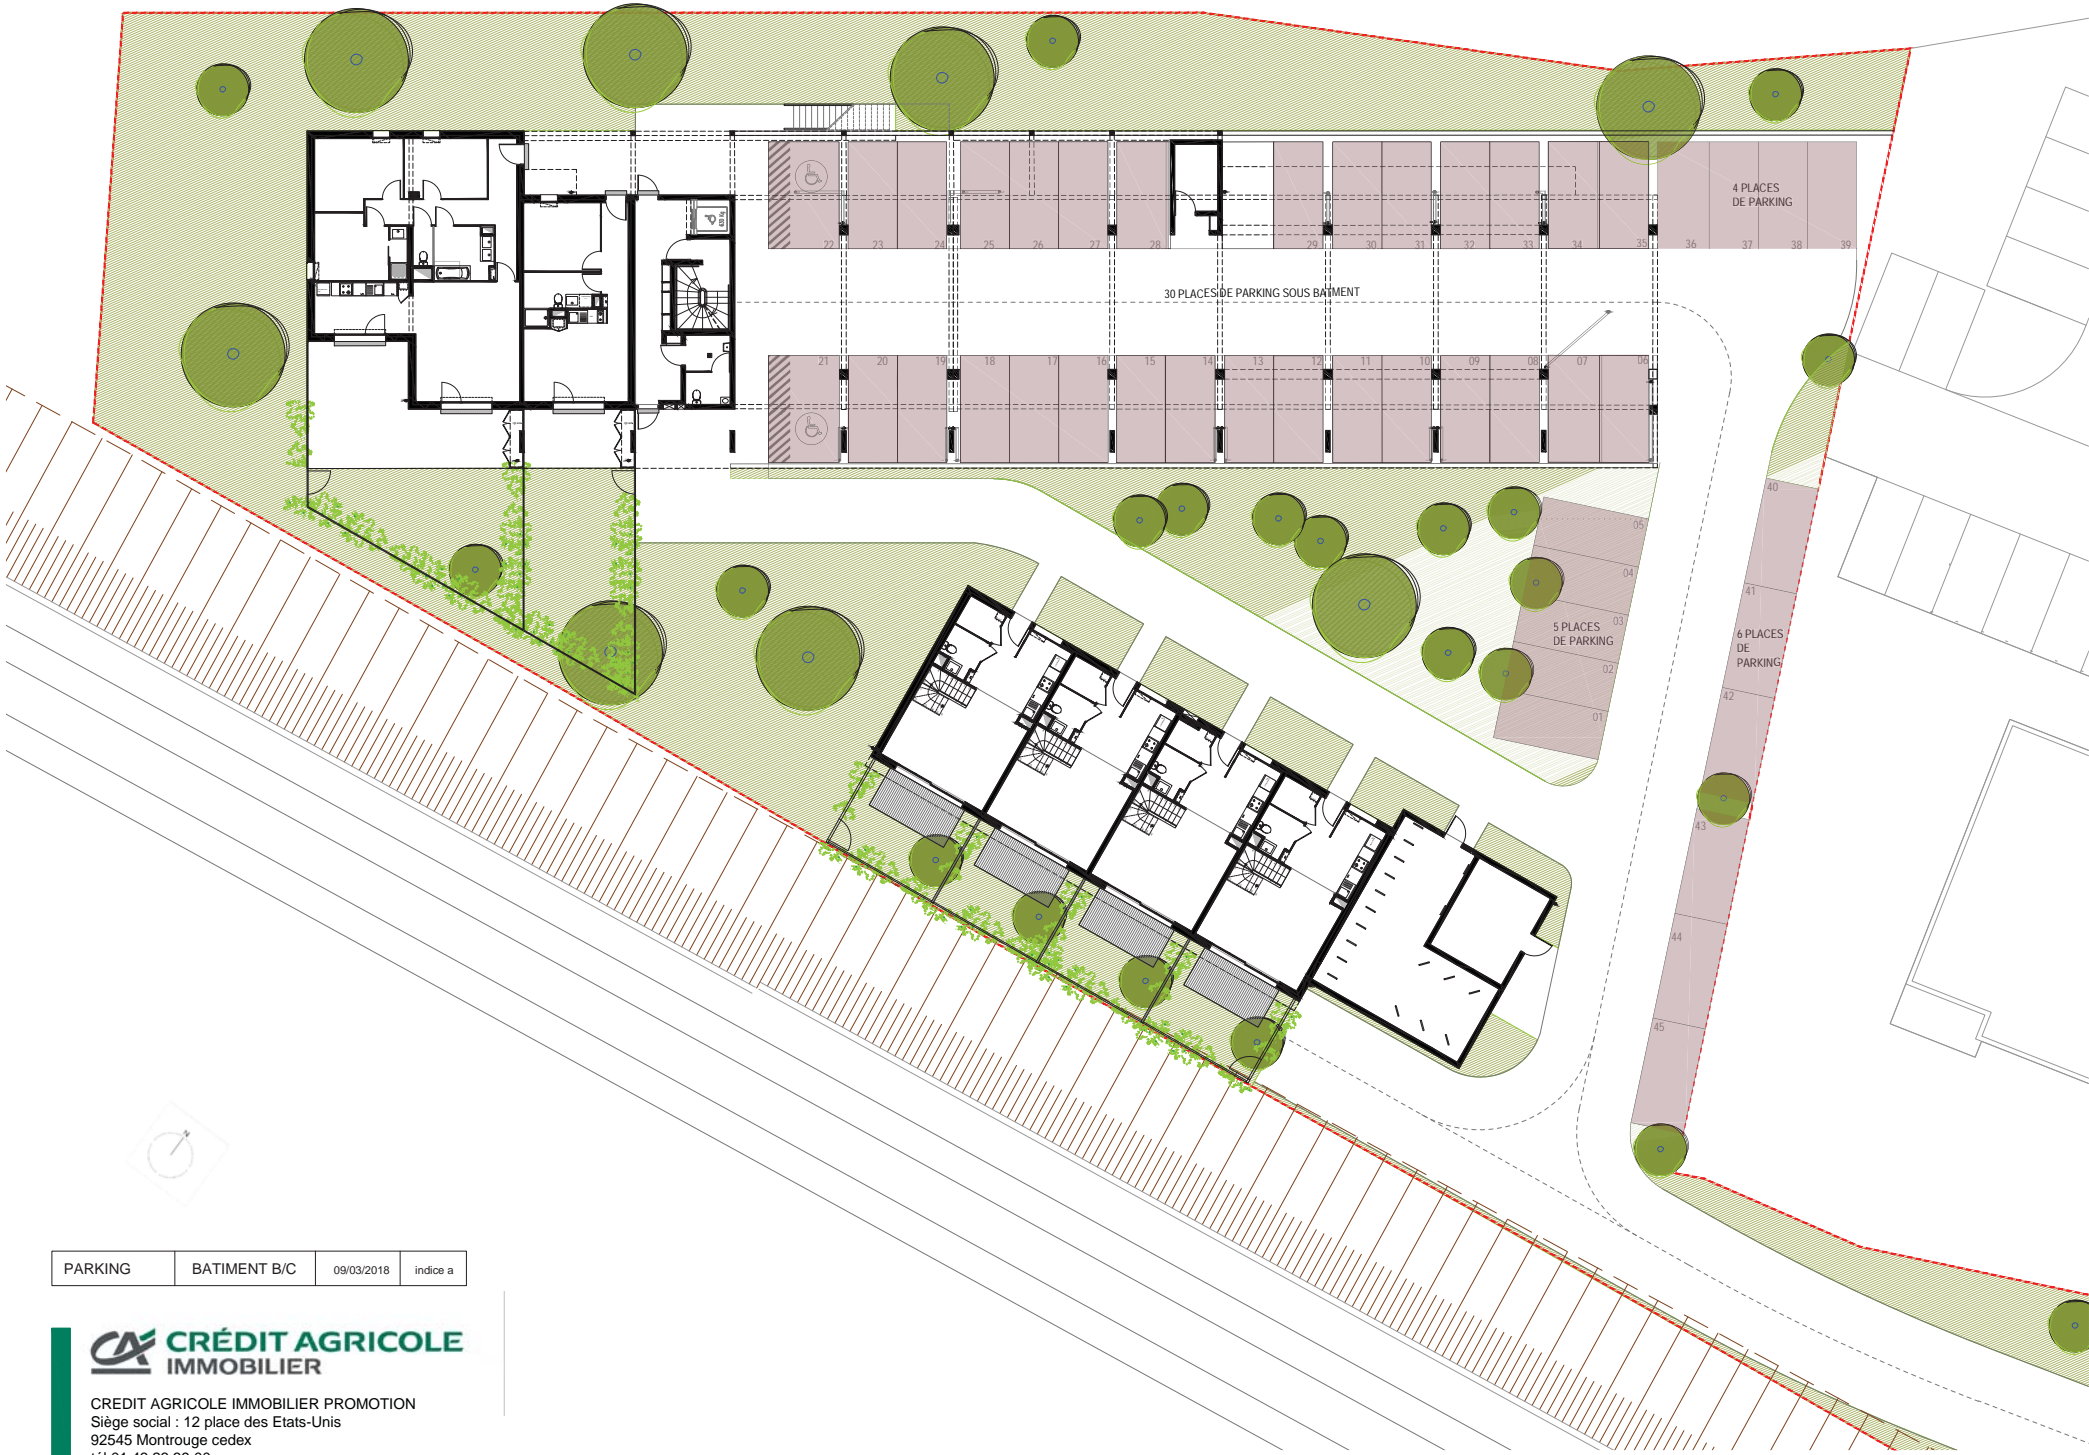 4 PLACES
DE PARKING
22 23 24 25 26 27 28 29 30 31 32 33 34 35 36 37 38 39
30 PLACES DE PARKING SOUS BATMENT
21 20 19 18 17 16 15 14 13 12 11 10 09 08 07 06
630 Kg
40
05
04
41
03
5 PLACES
DE PARKING
6 PLACES
DE
PARKING
02
42
01
43
44
45
N
PARKING BATIMENT B/C 09/03/2018 indice a
CRÉDIT AGRICOLE
IMMOBILIER
CREDIT AGRICOLE IMMOBILIER PROMOTION
Siège social : 12 place des Etats-Unis
92545 Montrouge cedex